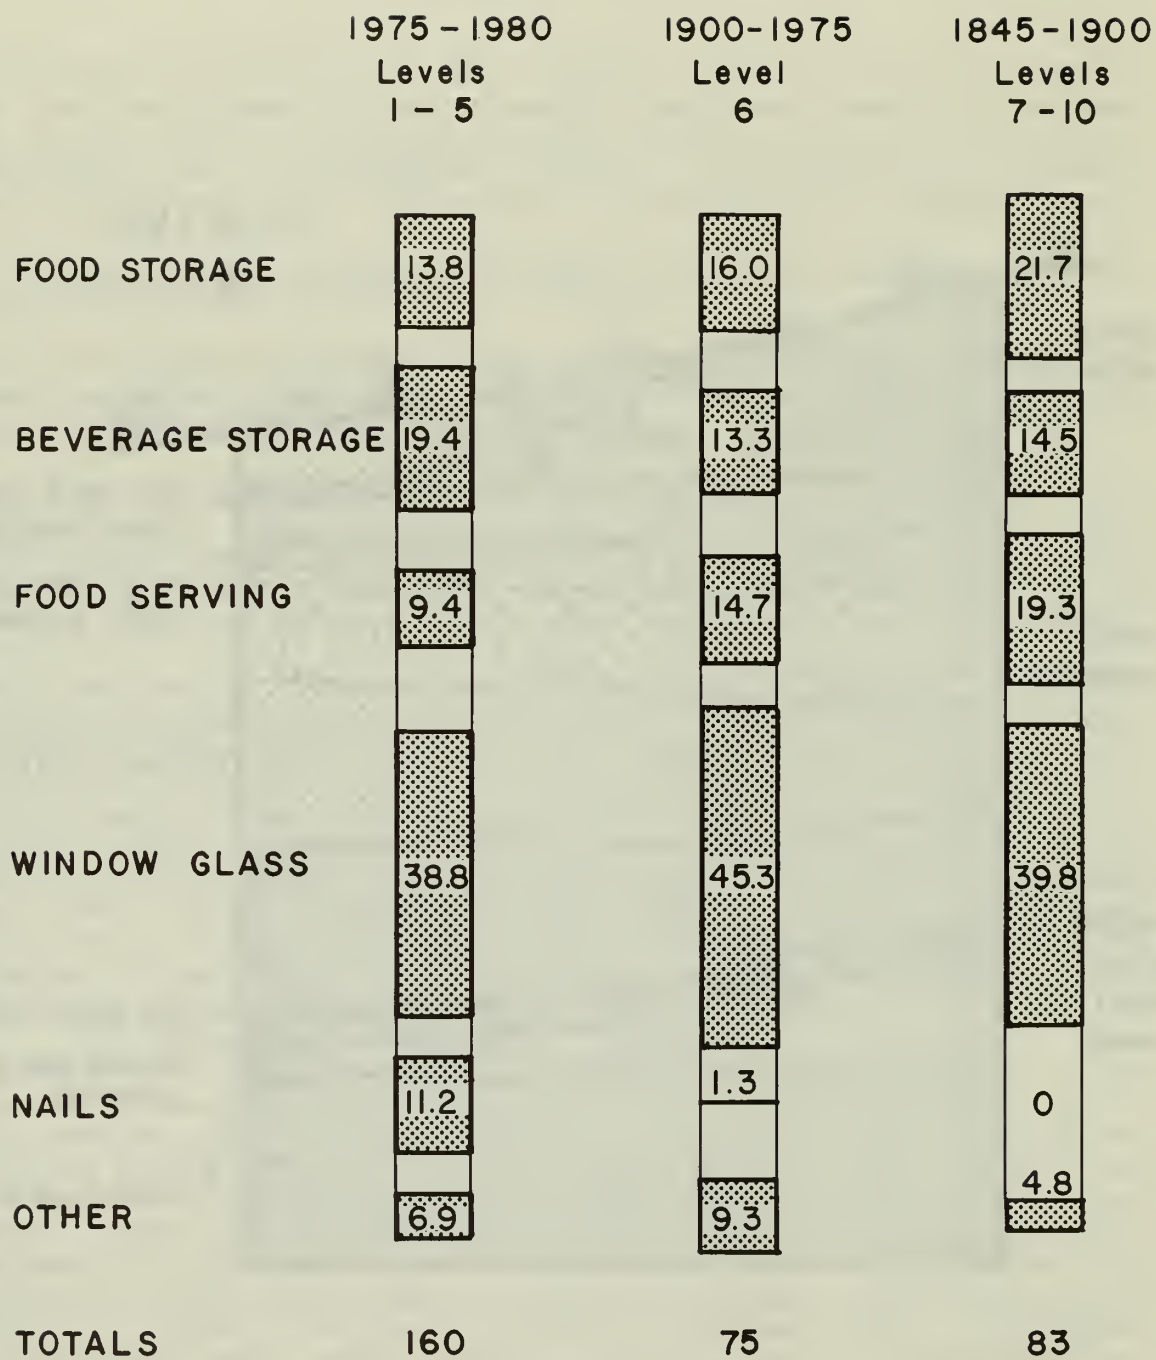 1975-1980 1900-1975 1845-1900
Levels Level Levels
1-5 6 7-10
FOOD STORAGE 13.8 16.0 21.7
BEVERAGE STORAGE 19.4 13.3 14.5
FOOD SERVING 9.4 14.7 19.3
WINDOW GLASS 38.8 45.3 39.8
NAILS 11.2 1.3 0
OTHER 6.9 9.3 4.8
TOTALS 160 75 83